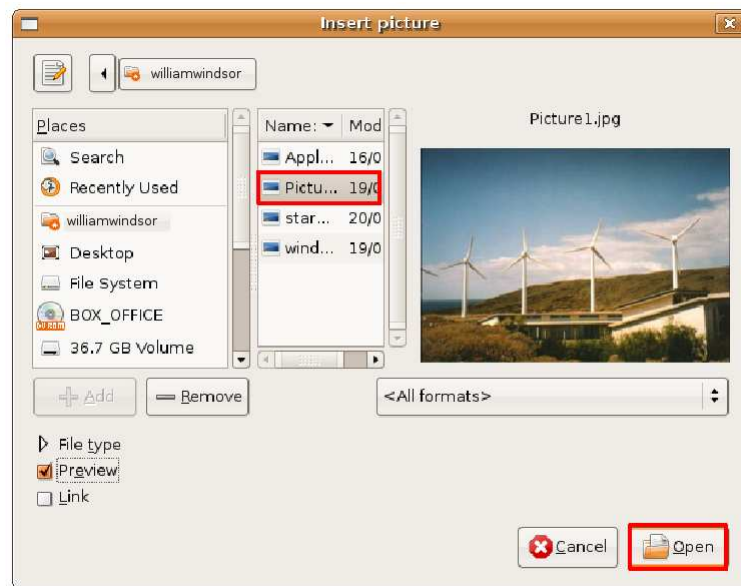 Insert picture
williamwindsor
Places
Search
Recently Used
williamwindsor
Desktop
File System
BOX_OFFICE
36.7 GB Volume
Name: Mod
Appl... 16/0
Pictu... 19/0
star... 20/0
wind... 19/0
Picture1.jpg
Add Remove <All formats>
File type
Preview
Link
Cancel Open